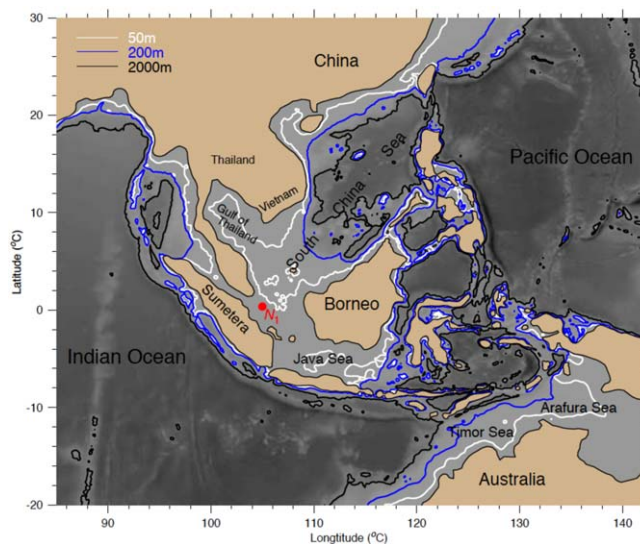 30
20
10
0
-10
-20
Latitude (°C)
50m
200m
2000m
China
Thailand
Vietnam
Gulf of
Thailand
South China Sea
Pacific Ocean
N1
Sumetera
Borneo
Java Sea
Indian Ocean
Arafura Sea
Timor Sea
Australia
90
100
110
120
130
140
Longtitude (°C)